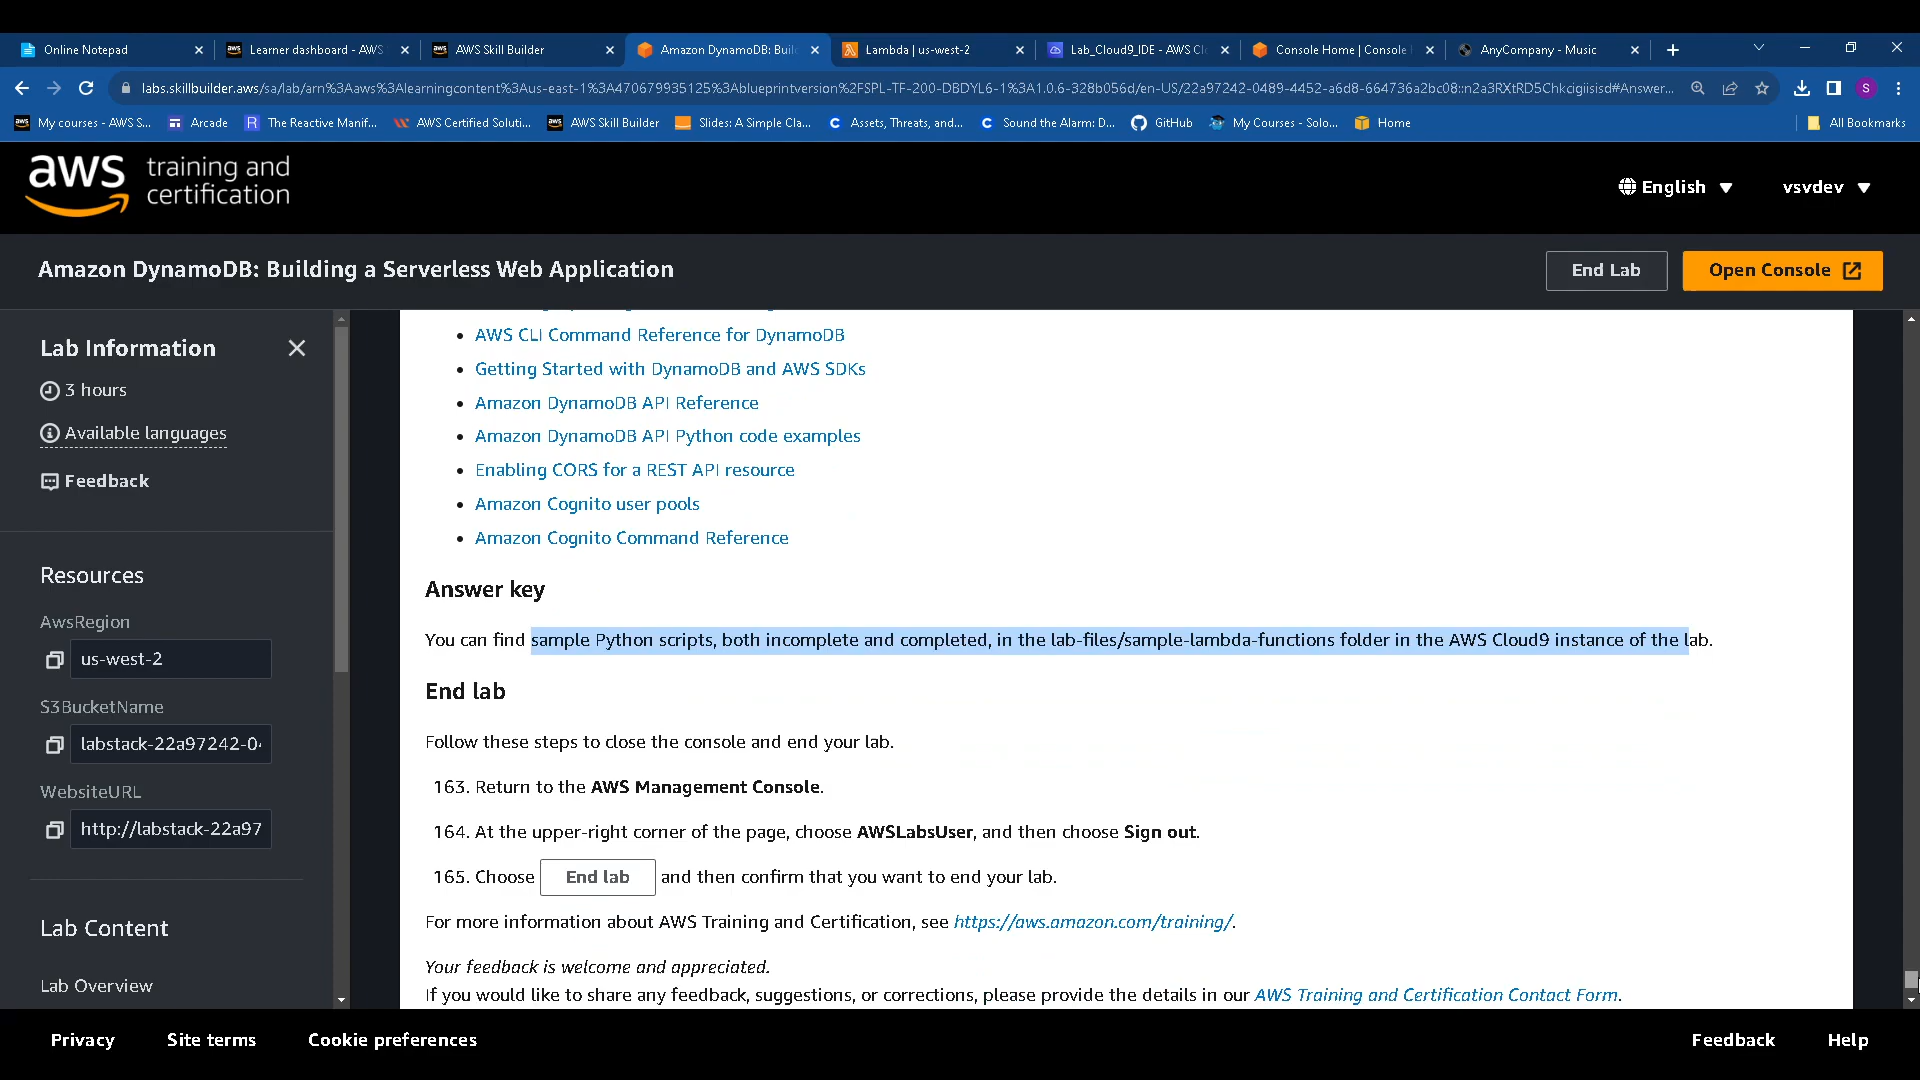 Online Notepad
Learner dashboard - AWS
AWS Skill Builder
Amazon DynamoDB: Buil
Lambda | us-west-2
Lab_Cloud9_IDE - AWS Cl
Console Home | Console
AnyCompany - Music
labs.skillbuilder.aws/sa/lab/arn%3Aaws%3Alearningcontent%3Aus-east-1%3A470679935125%3Ablueprintversion%2FSPL-TF-200-DBDYL6-1%3A1.0.6-328b056d/en-US/22a97242-0489-4452-a6d8-664736a2bc08::n2a3RXtRD5Chkcigiisisd#Answer...
S
My courses - AWS S...
Arcade
The Reactive Manif...
AWS Certified Soluti...
AWS Skill Builder
Slides: A Simple Cla...
Assets, Threats, and...
Sound the Alarm: D...
GitHub
My Courses - Solo...
Home
All Bookmarks
aws training and certification
English
vsvdev
Amazon DynamoDB: Building a Serverless Web Application
End Lab
Open Console
Lab Information
3 hours
Available languages
Feedback
Resources
AwsRegion
us-west-2
S3BucketName
labstack-22a97242-04
WebsiteURL
http://labstack-22a97
Lab Content
Lab Overview
• AWS CLI Command Reference for DynamoDB
• Getting Started with DynamoDB and AWS SDKs
• Amazon DynamoDB API Reference
• Amazon DynamoDB API Python code examples
• Enabling CORS for a REST API resource
• Amazon Cognito user pools
• Amazon Cognito Command Reference
Answer key
You can find sample Python scripts, both incomplete and completed, in the lab-files/sample-lambda-functions folder in the AWS Cloud9 instance of the lab.
End lab
Follow these steps to close the console and end your lab.
163. Return to the AWS Management Console.
164. At the upper-right corner of the page, choose AWSLabsUser, and then choose Sign out.
165. Choose End lab and then confirm that you want to end your lab.
For more information about AWS Training and Certification, see https://aws.amazon.com/training/.
Your feedback is welcome and appreciated.
If you would like to share any feedback, suggestions, or corrections, please provide the details in our AWS Training and Certification Contact Form.
Privacy
Site terms
Cookie preferences
Feedback
Help